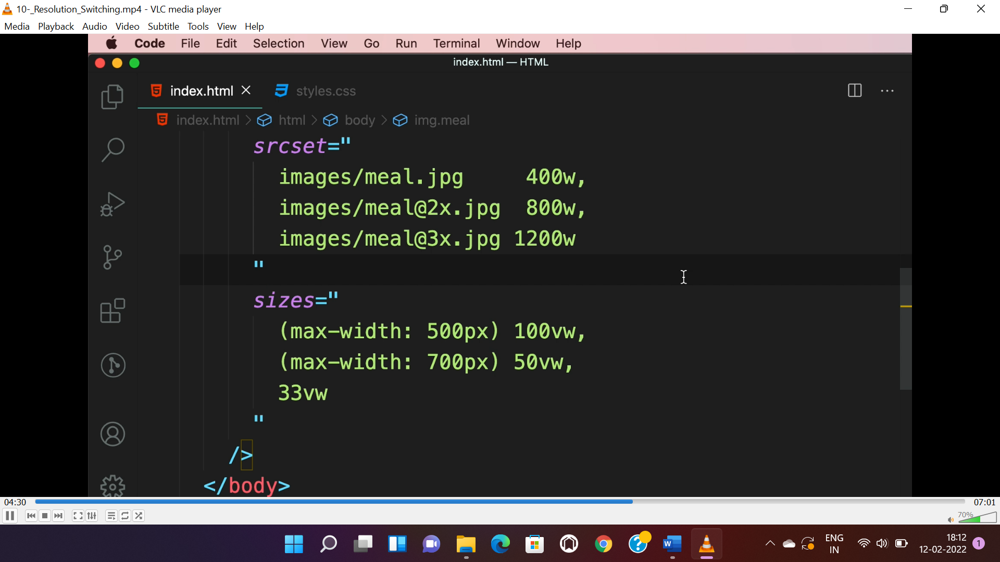 10-_Resolution_Switching.mp4 - VLC media player
Media Playback Audio Video Subtitle Tools View Help
Code File Edit Selection View Go Run Terminal Window Help
index.html — HTML
index.html styles.css
index.html > html > body > img.meal
srcset="
images/meal.jpg 400w,
images/meal@2x.jpg 800w,
images/meal@3x.jpg 1200w
"
sizes="
(max-width: 500px) 100vw,
(max-width: 700px) 50vw,
33vw
"
/>
</body>
04:30 07:01
70%
ENG
IN
18:12
12-02-2022
1